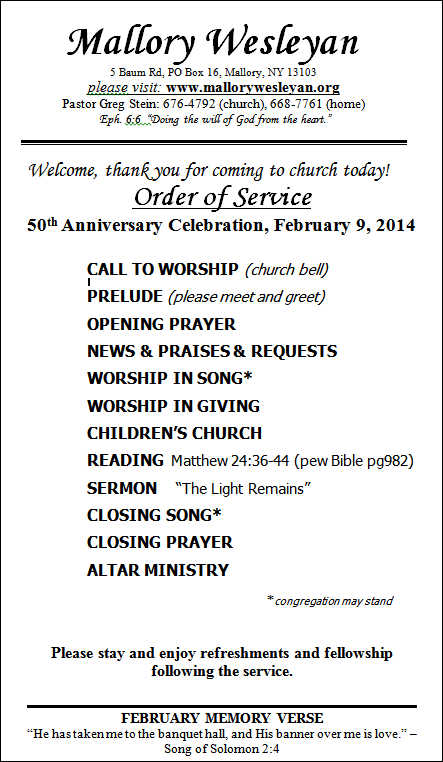 Mallory Wesleyan
5 Baum Rd, PO Box 16, Mallory, NY 13103
please visit: www.mallorywesleyan.org
Pastor Greg Stein: 676-4792 (church), 668-7761 (home)
Eph. 6:6 “Doing the will of God from the heart.”
Welcome, thank you for coming to church today!
Order of Service
50th Anniversary Celebration, February 9, 2014
CALL TO WORSHIP (church bell)
PRELUDE (please meet and greet)
OPENING PRAYER
NEWS & PRAISES & REQUESTS
WORSHIP IN SONG*
WORSHIP IN GIVING
CHILDREN’S CHURCH
READING Matthew 24:36-44 (pew Bible pg982)
SERMON “The Light Remains”
CLOSING SONG*
CLOSING PRAYER
ALTAR MINISTRY
*congregation may stand
Please stay and enjoy refreshments and fellowship
following the service.
FEBRUARY MEMORY VERSE
“He has taken me to the banquet hall, and His banner over me is love.” –
Song of Solomon 2:4